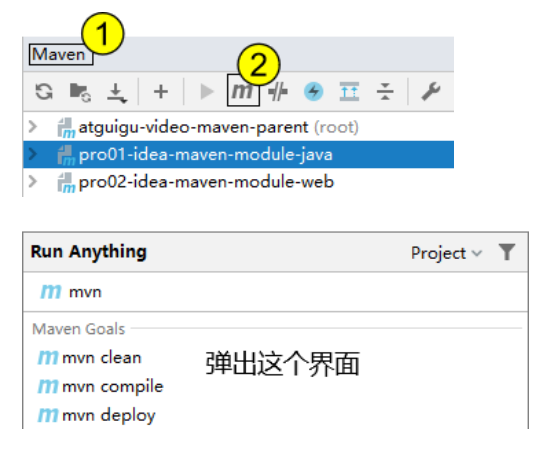 1
Maven
2
m
atguigu-video-maven-parent (root)
pro01-idea-maven-module-java
pro02-idea-maven-module-web
Run Anything Project
m mvn
Maven Goals
m mvn clean
弹出这个界面
m mvn compile
m mvn deploy